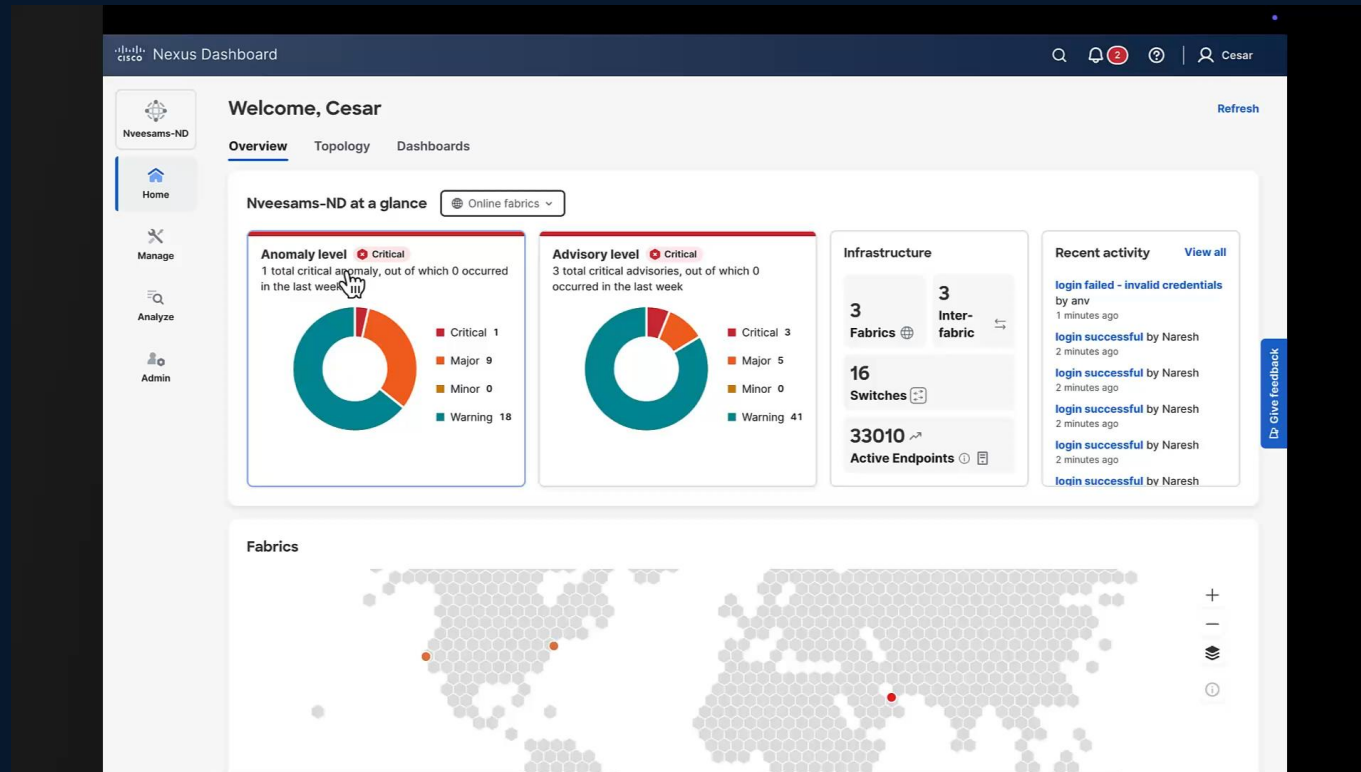 cisco Nexus Dashboard
2
Cesar
Nveesams-ND
Home
Manage
Analyze
Admin
Welcome, Cesar
Refresh
Overview Topology Dashboards
Nveesams-ND at a glance Online fabrics
Anomaly level Critical
1 total critical anomaly, out of which 0 occurred
in the last week
Critical 1
Major 9
Minor 0
Warning 18
Advisory level Critical
3 total critical advisories, out of which 0
occurred in the last week
Critical 3
Major 5
Minor 0
Warning 41
Infrastructure
3
Fabrics
3
Inter-
fabric
16
Switches
33010
Active Endpoints
Recent activity View all
login failed - invalid credentials
by anv
1 minutes ago
login successful by Naresh
2 minutes ago
login successful by Naresh
2 minutes ago
login successful by Naresh
2 minutes ago
login successful by Naresh
2 minutes ago
login successful by Naresh
Give feedback
Fabrics